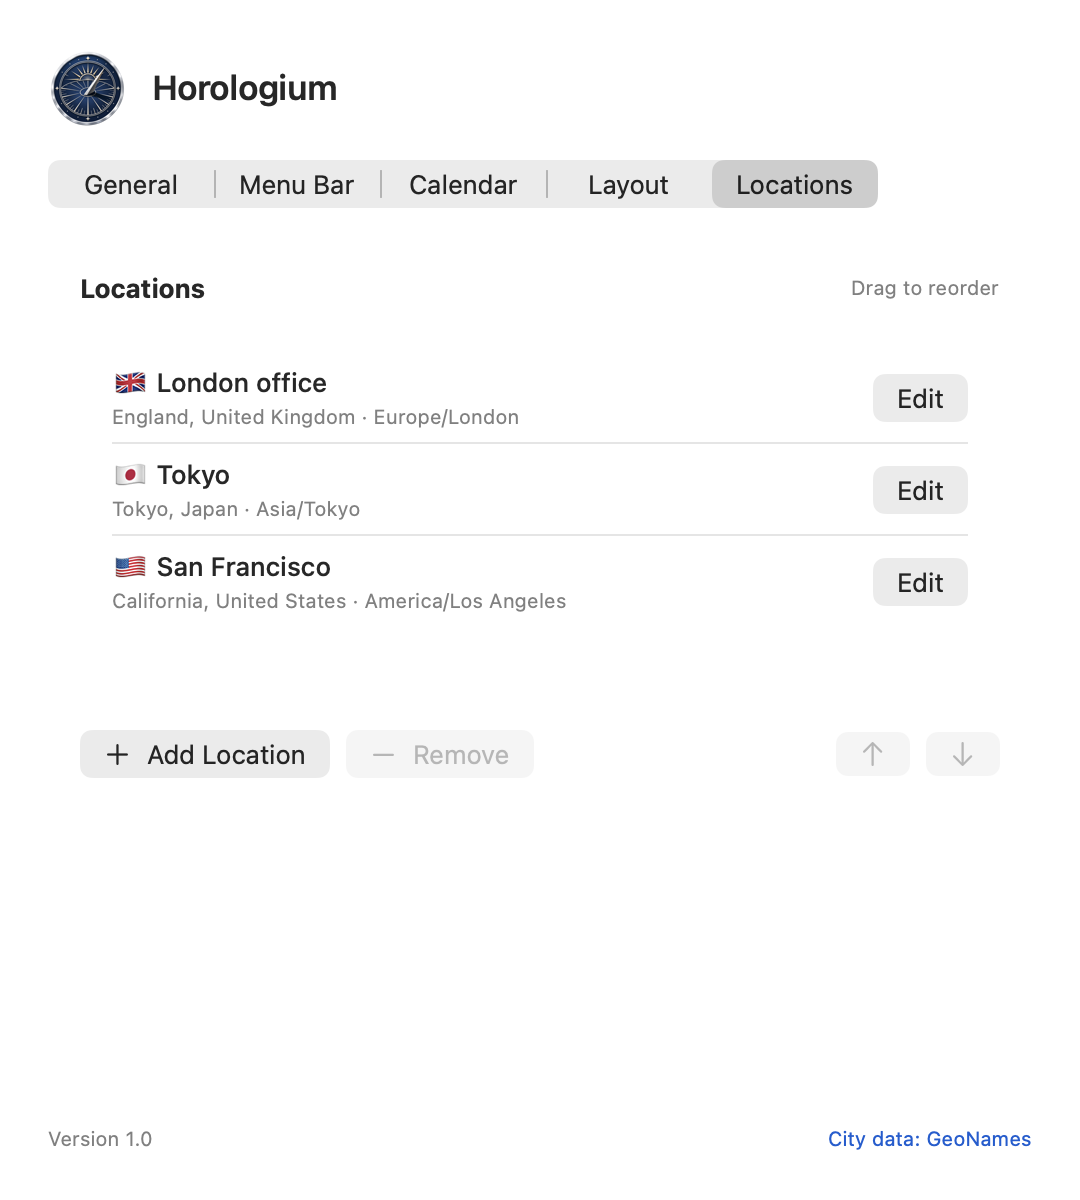 Horologium
General
Menu Bar
Calendar
Layout
Locations
Locations
Drag to reorder
London office
England, United Kingdom · Europe/London
Edit
Tokyo
Tokyo, Japan · Asia/Tokyo
Edit
San Francisco
California, United States · America/Los Angeles
Edit
Add Location
Remove
Version 1.0
City data: GeoNames